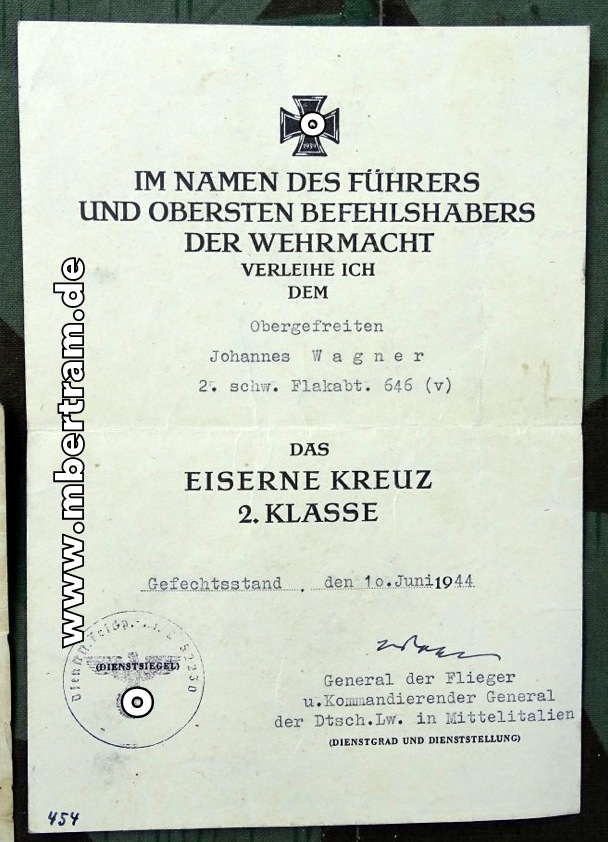 1939
IM NAMEN DES FÜHRERS
UND OBERSTEN BEFEHLSHABERS
DER WEHRMACHT
VERLEIHE ICH
DEM
Obergefreiten
Johannes W a g n e r
2. schw. Flakabt. 646 (v)
DAS
EISERNE KREUZ
2. KLASSE
Gefechtsstand , den 1o.Juni 1944
(DIENSTSIEGEL)
General der Flieger
u.Kommandierender General
der Dtsch.Lw. in Mittelitalien
(DIENSTGRAD UND DIENSTSTELLUNG)
454
www.mbertram.de